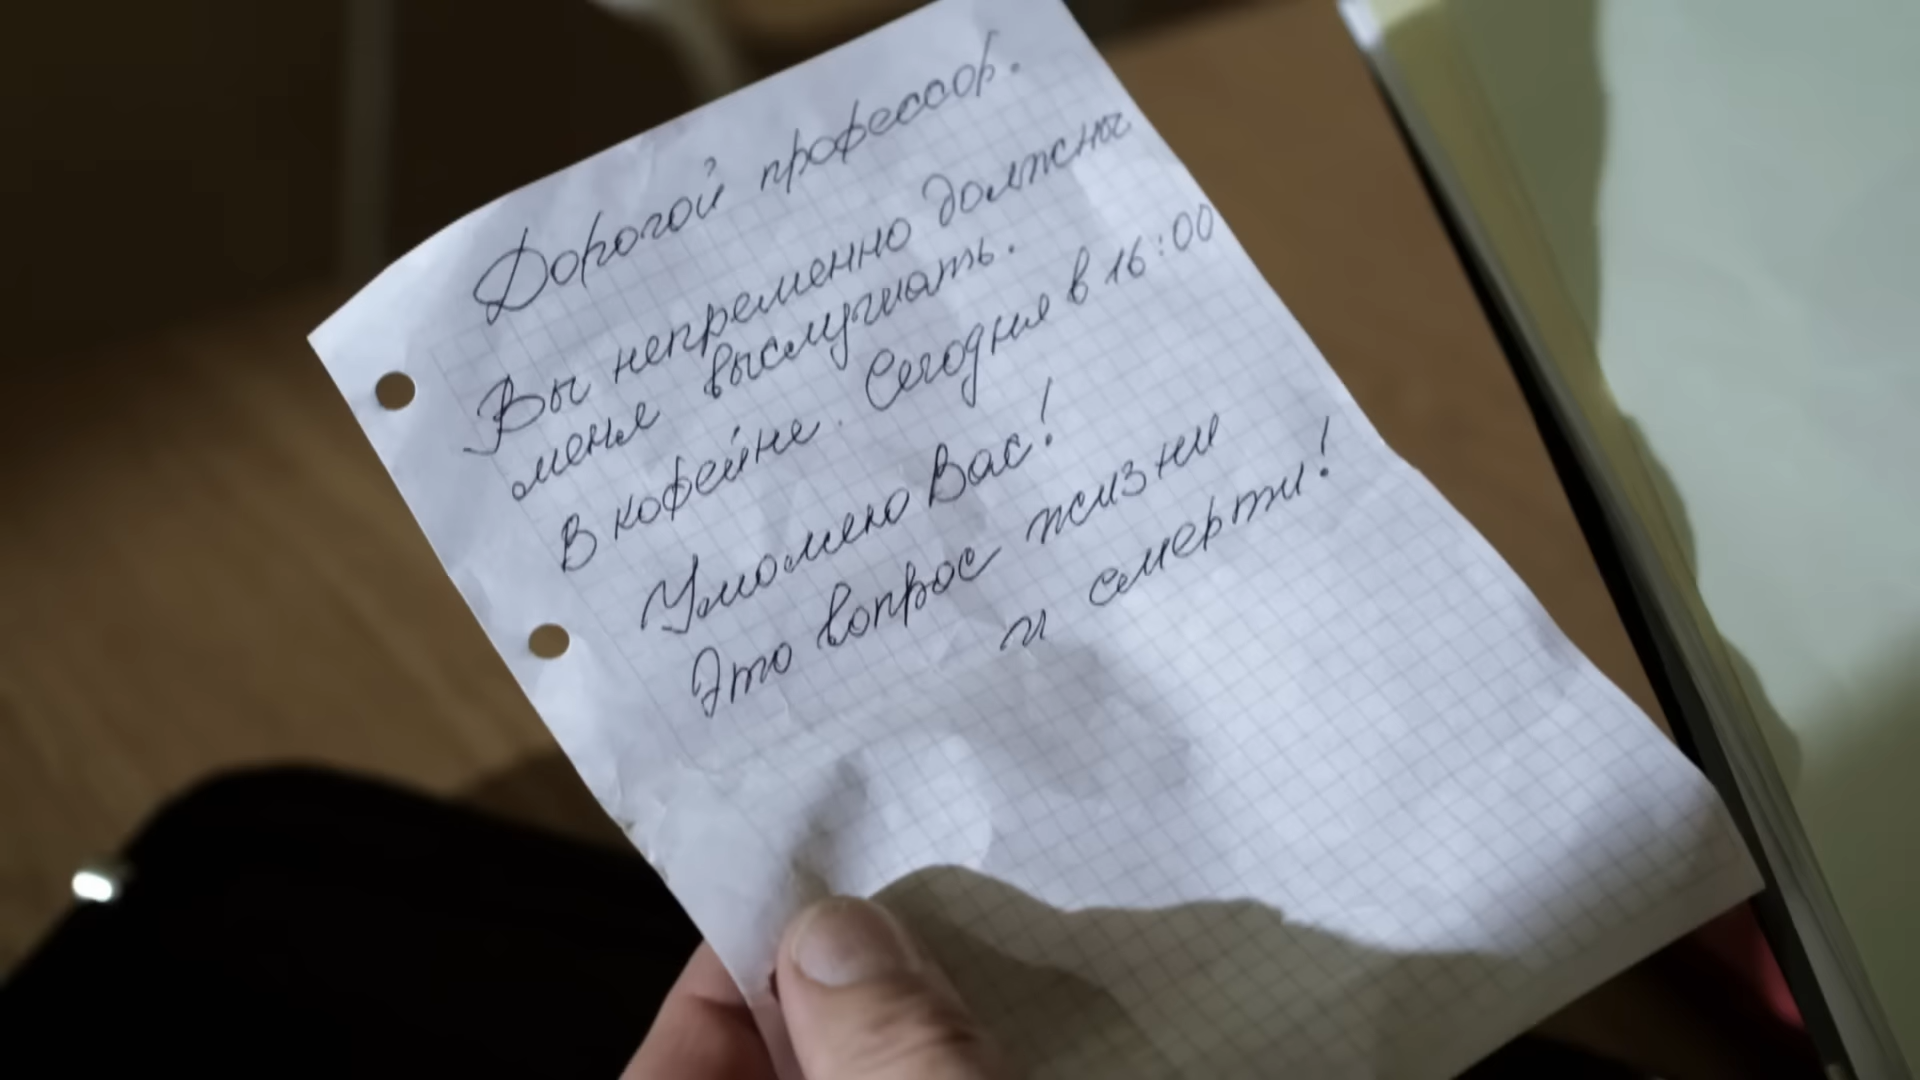 Дорогой профессор.
Вы непременно должны
меня выслушать.
В кофейне. Сегодня в 16:00
Умоляю Вас!
Это вопрос жизни
и смерти!